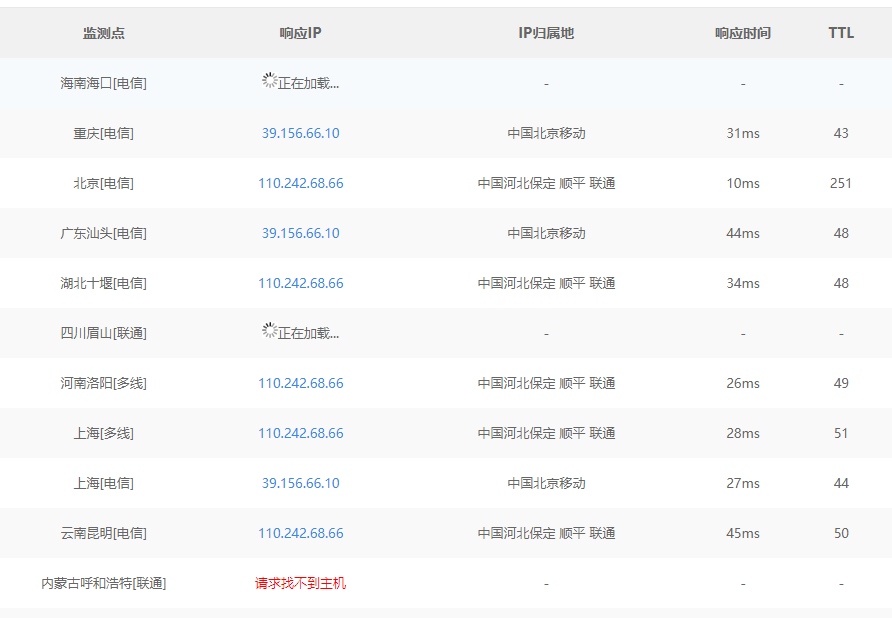 监测点 响应IP IP归属地 响应时间 TTL
海南海口[电信] 正在加载... - - -
重庆[电信] 39.156.66.10 中国北京移动 31ms 43
北京[电信] 110.242.68.66 中国河北保定 顺平 联通 10ms 251
广东汕头[电信] 39.156.66.10 中国北京移动 44ms 48
湖北十堰[电信] 110.242.68.66 中国河北保定 顺平 联通 34ms 48
四川眉山[联通] 正在加载... - - -
河南洛阳[多线] 110.242.68.66 中国河北保定 顺平 联通 26ms 49
上海[多线] 110.242.68.66 中国河北保定 顺平 联通 28ms 51
上海[电信] 39.156.66.10 中国北京移动 27ms 44
云南昆明[电信] 110.242.68.66 中国河北保定 顺平 联通 45ms 50
内蒙古呼和浩特[联通] 请求找不到主机 - - -